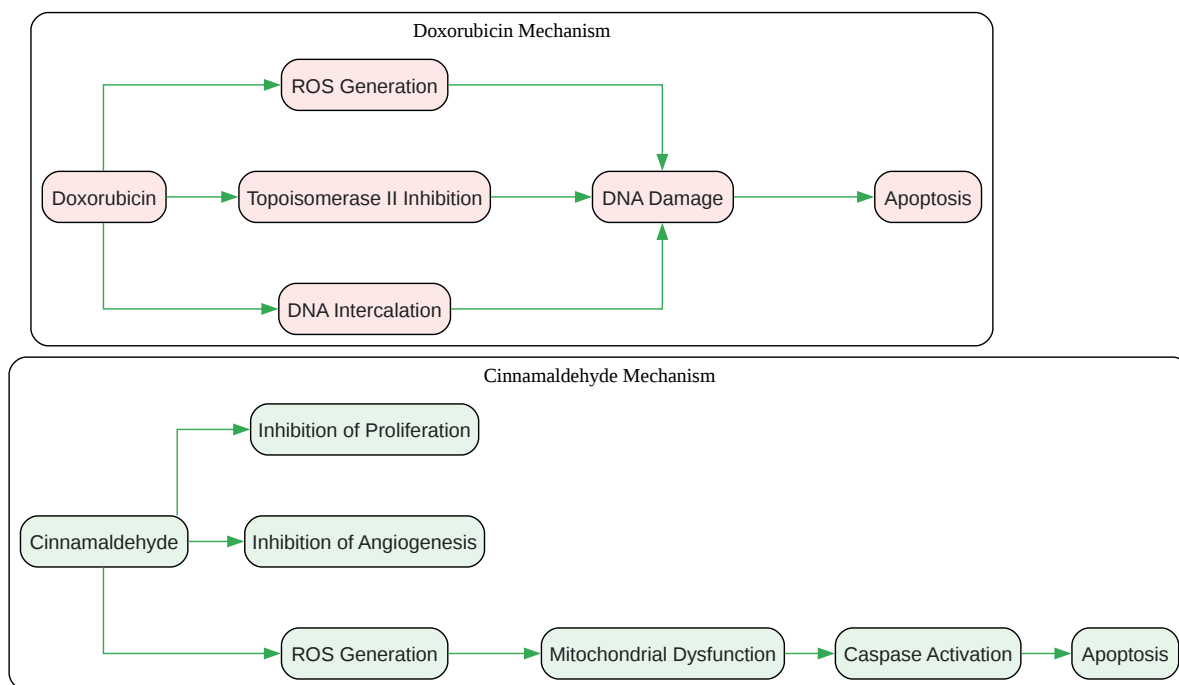 Doxorubicin Mechanism
ROS Generation
Doxorubicin
Topoisomerase II Inhibition
DNA Damage
Apoptosis
DNA Intercalation
Cinnamaldehyde Mechanism
Inhibition of Proliferation
Cinnamaldehyde
Inhibition of Angiogenesis
ROS Generation
Mitochondrial Dysfunction
Caspase Activation
Apoptosis